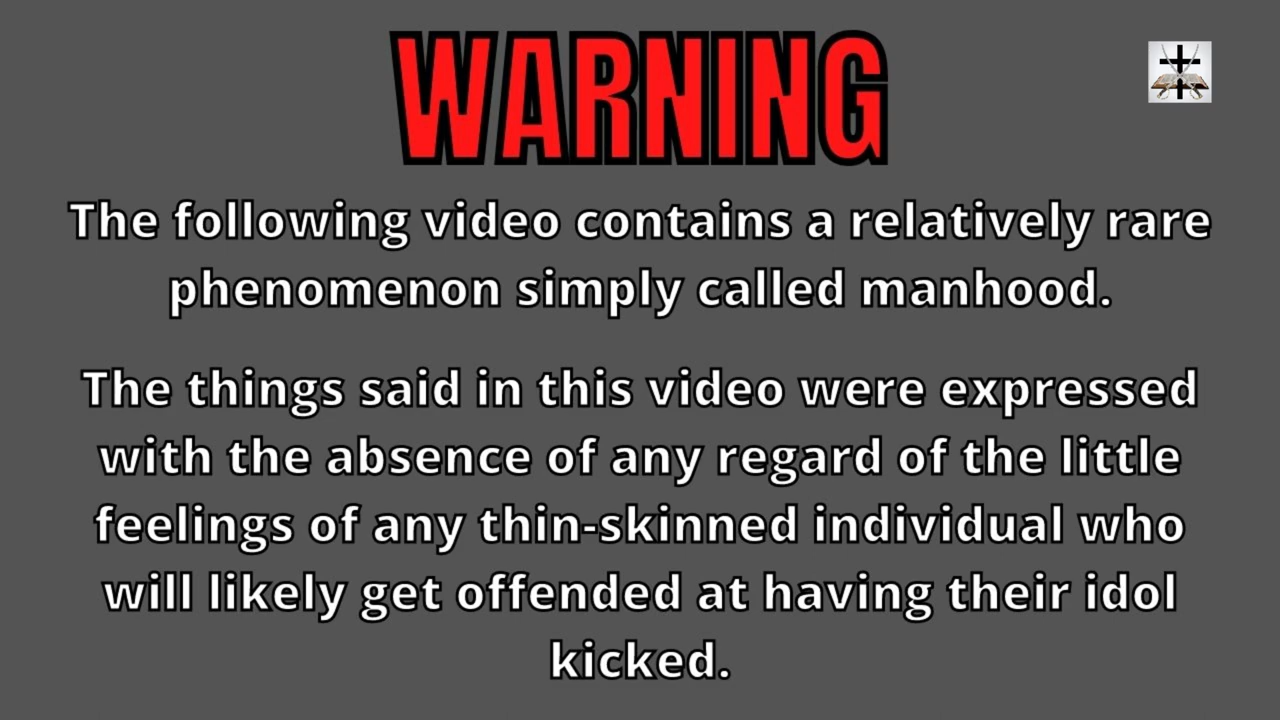 WARNING
The following video contains a relatively rare
phenomenon simply called manhood.
The things said in this video were expressed
with the absence of any regard of the little
feelings of any thin-skinned individual who
will likely get offended at having their idol
kicked.